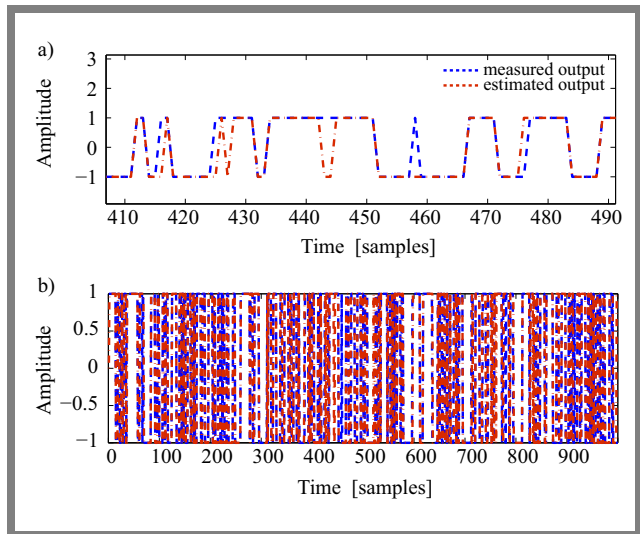 a)
3
2
1
0
−1
Amplitude
measured output
estimated output
410 420 430 440 450 460 470 480 490
Time [samples]
b)
1
0.5
0
−0.5
−1
Amplitude
0 100 200 300 400 500 600 700 800 900
Time [samples]